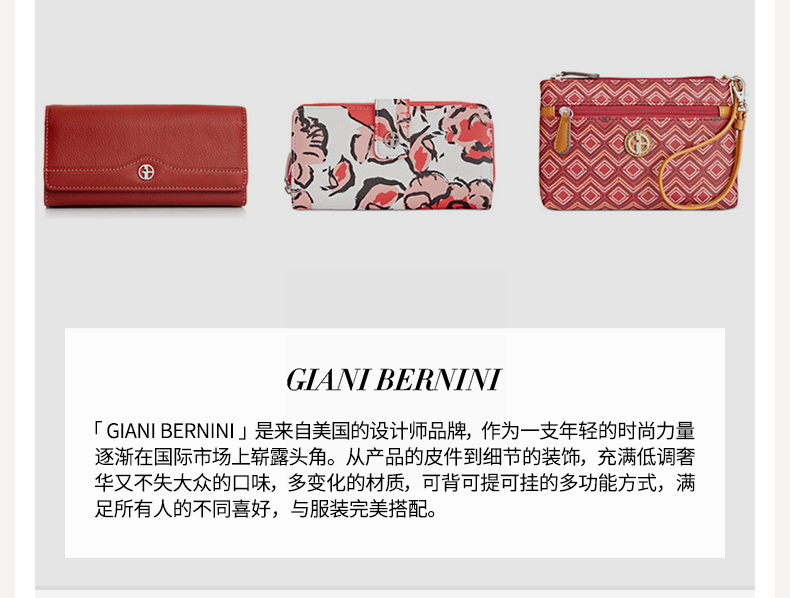 GIANI BERNINI
「 GIANI BERNINI 」是来自美国的设计师品牌，作为一支年轻的时尚力量
逐渐在国际市场上崭露头角。从产品的皮件到细节的装饰，充满低调奢
华又不失大众的口味，多变化的材质，可背可提可挂的多功能方式，满
足所有人的不同喜好，与服装完美搭配。